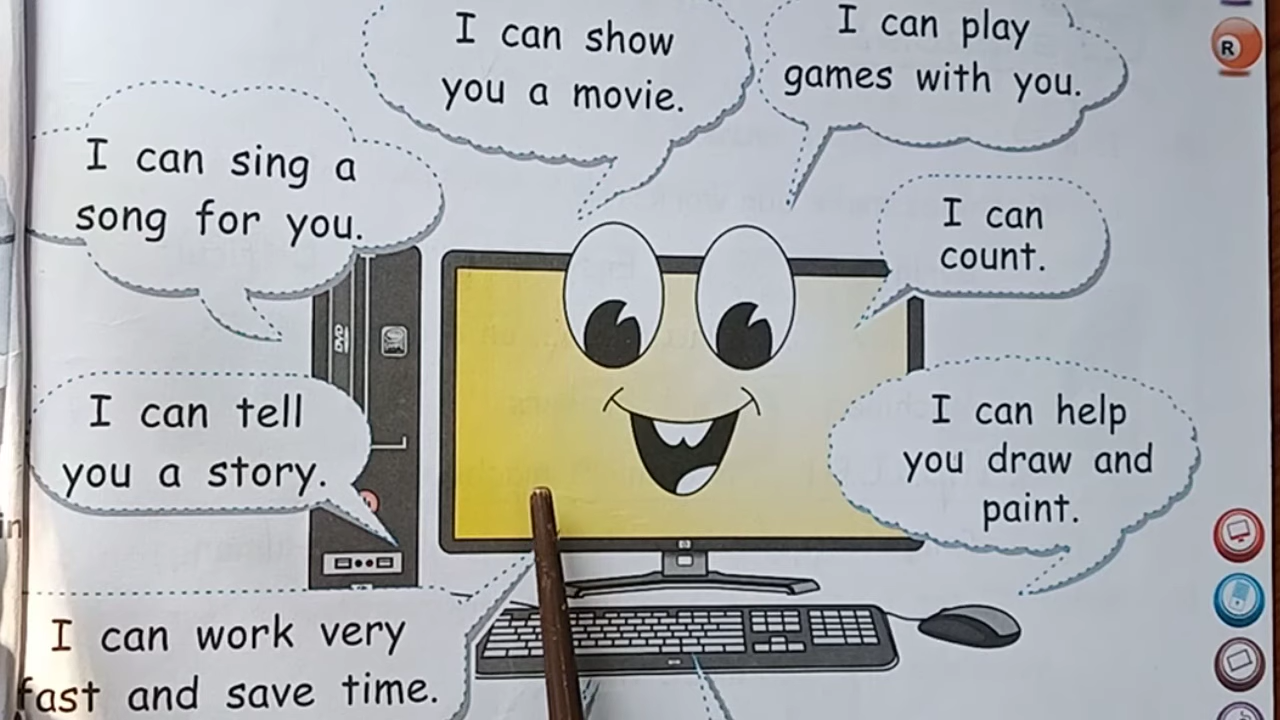 I can show
you a movie.
I can play
games with you.
R
I can sing a
song for you.
I can
count.
DVD
I can tell
you a story.
I can help
you draw and
paint.
in
I can work very
fast and save time.